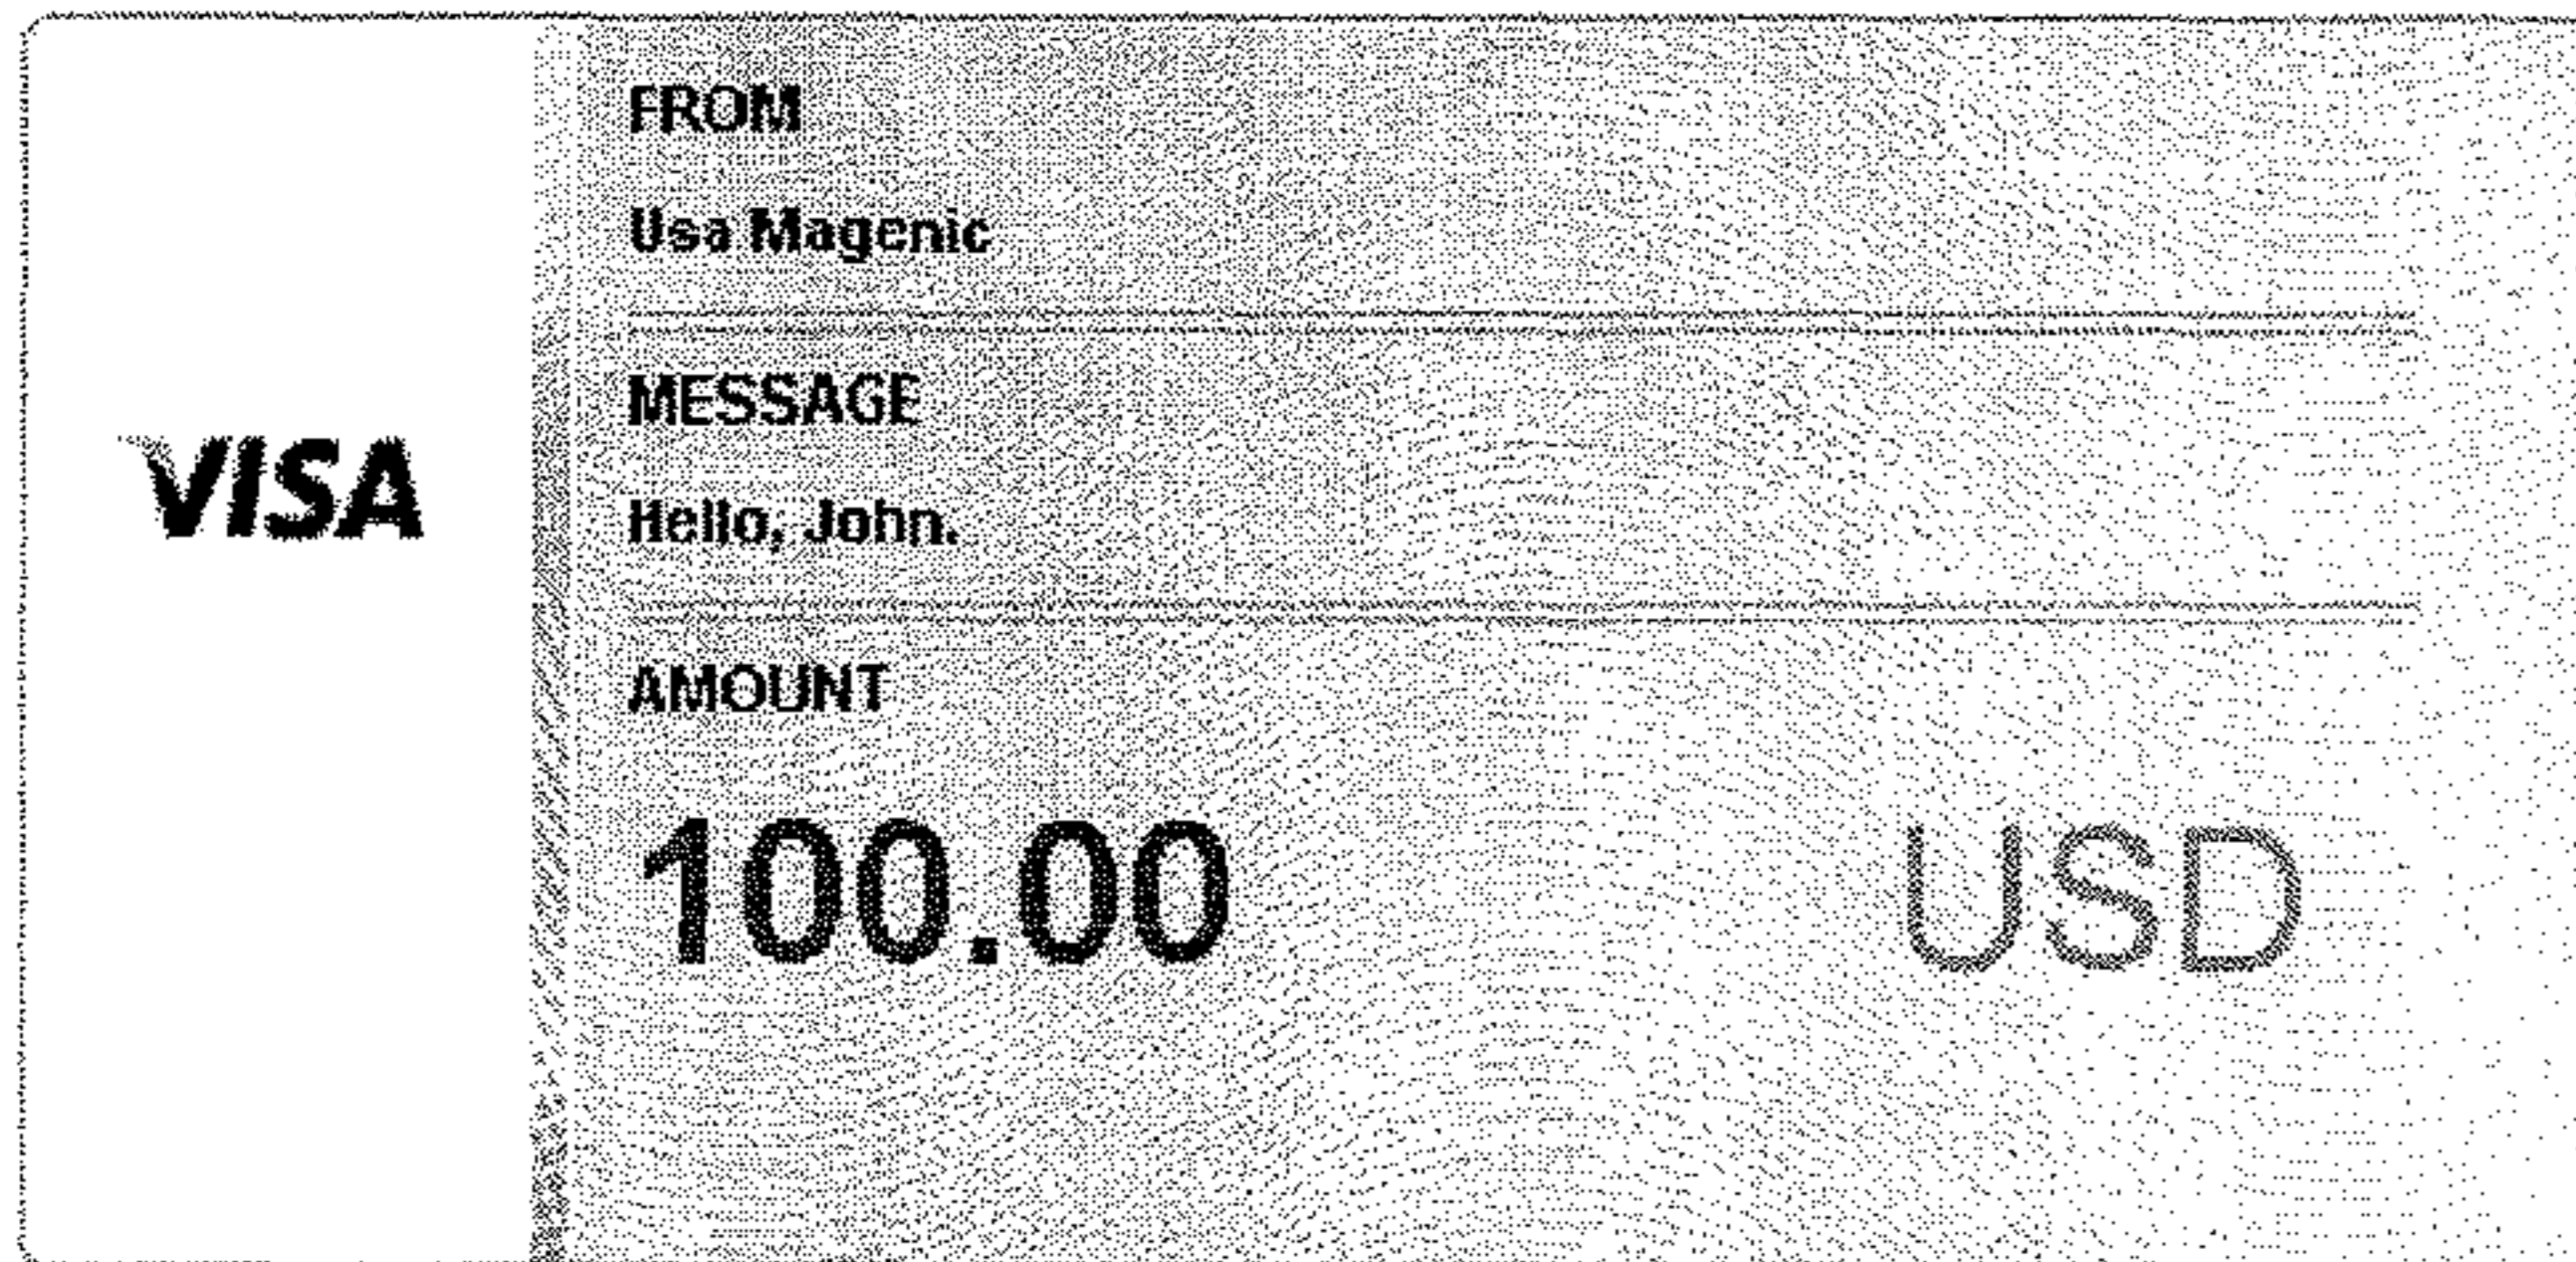 FROM
Usa Magenic
MESSAGE
VISA
Hello, John.
AMOUNT
100.00 USD